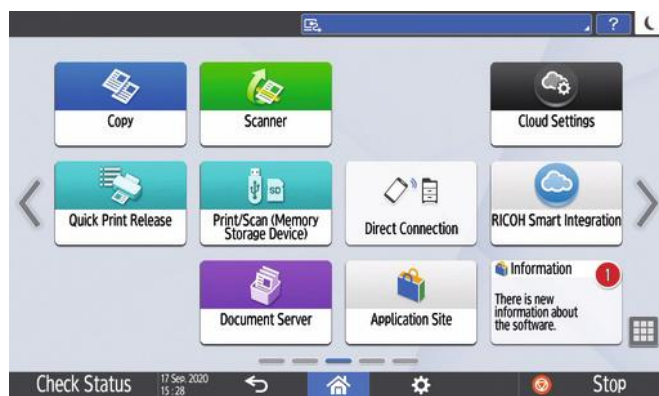 ?
Copy
Scanner
Cloud Settings
SD
Quick Print Release
Print/Scan (Memory
Storage Device)
Direct Connection
RICOH Smart Integration
Document Server
Application Site
Information
1
There is new
information about
the software.
Check Status
17 Sep. 2020
15 : 28
Stop